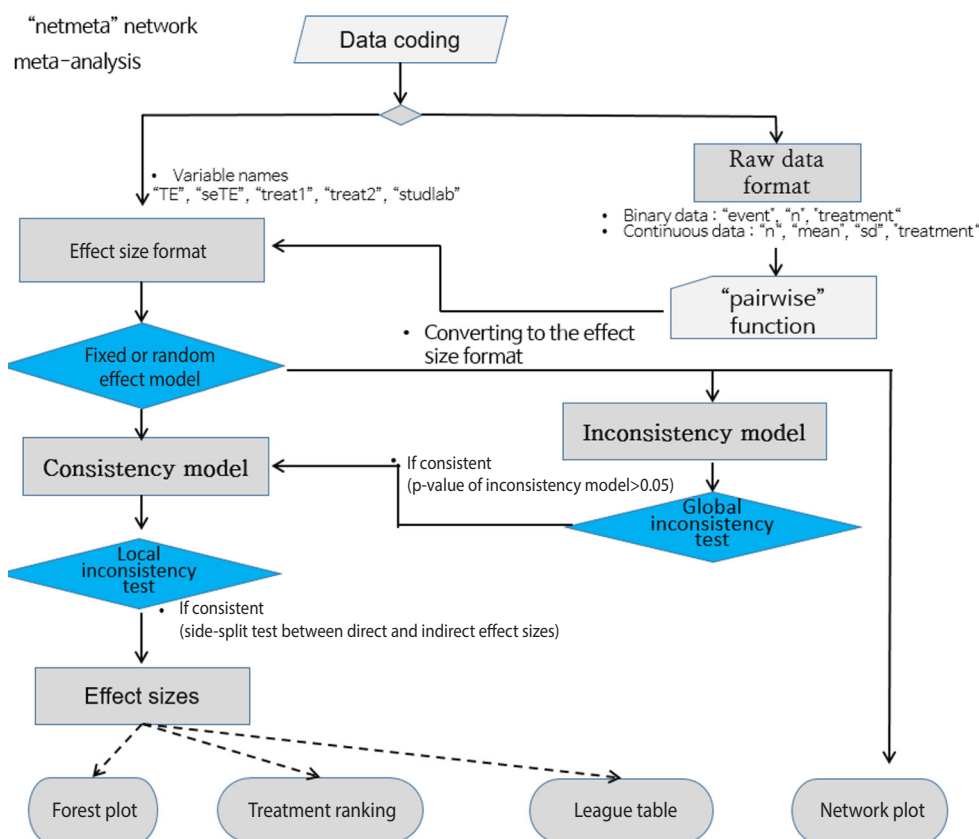 “netmeta” network
meta-analysis
Data coding
• Variable names
“TE”, “seTE”, “treat1”, “treat2”, “studlab”
Raw data
format
• Binary data : “event”, “n”, “treatment“
• Continuous data : “n“, “mean”, “sd”, “treatment“
Effect size format
“pairwise”
function
• Converting to the effect
size format
Fixed or random
effect model
Inconsistency model
Consistency model
• If consistent
(p-value of inconsistency model>0.05)
Global
inconsistency
test
Local
inconsistency
test
• If consistent
(side-split test between direct and indirect effect sizes)
Effect sizes
Forest plot
Treatment ranking
League table
Network plot